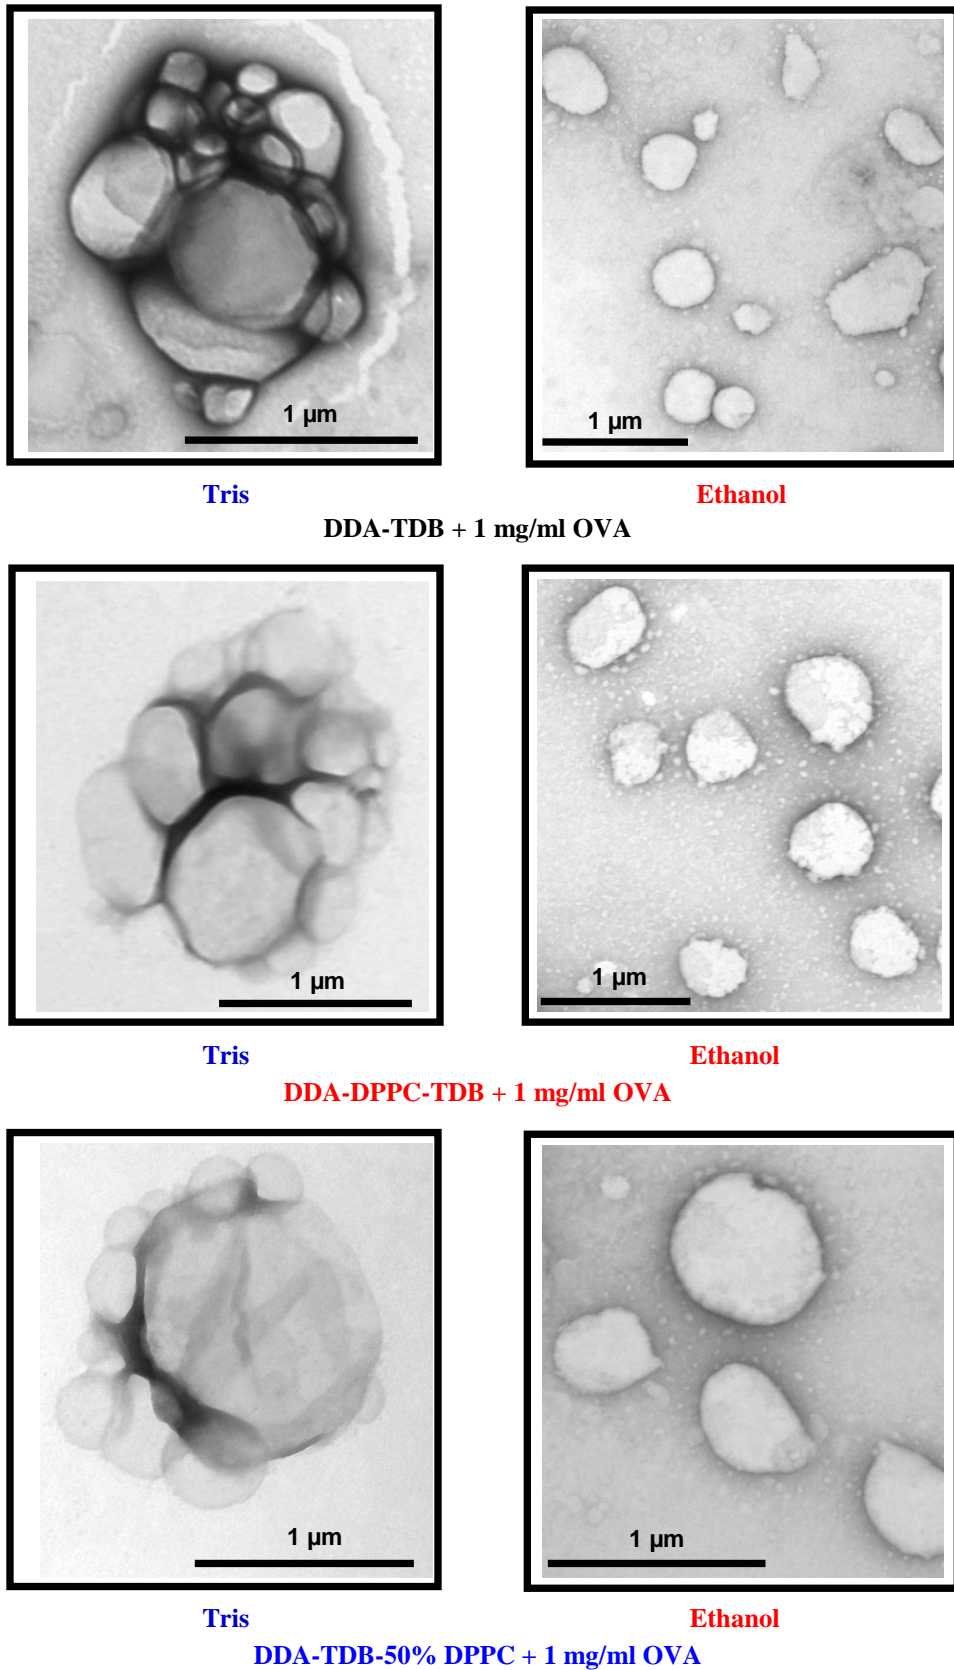 1 µm
1 µm
Tris Ethanol
DDA-TDB + 1 mg/ml OVA
1 µm
1 µm
Tris Ethanol
DDA-DPPC-TDB + 1 mg/ml OVA
1 µm
1 µm
Tris Ethanol
DDA-TDB-50% DPPC + 1 mg/ml OVA